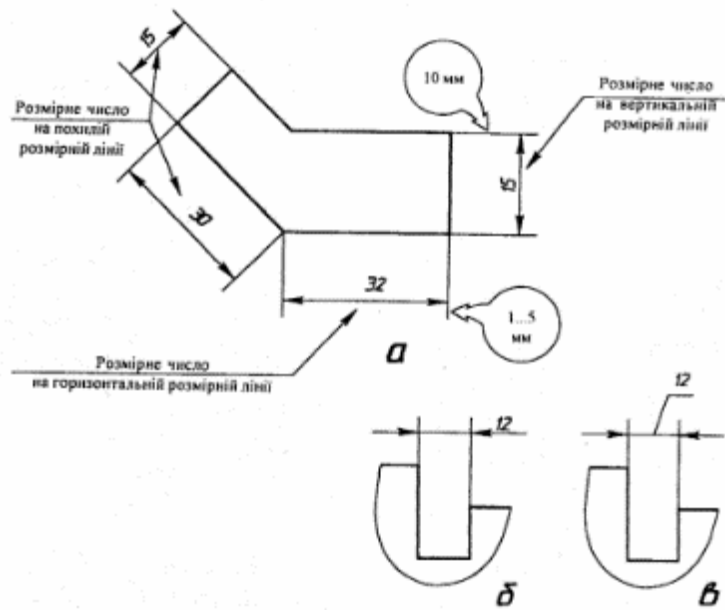 15
10 мм
Розмірне число
на вертикальній
розмірній лінії
Розмірне число
на похилій
розмірній лінії
15
30
32
1...5
мм
а
Розмірне число
на горизонтальній розмірній лінії
12
12
б
в